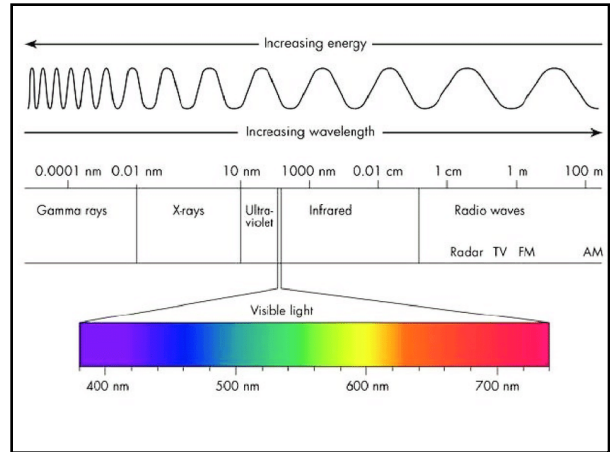 Increasing energy
Increasing wavelength
0.0001 nm 0.01 nm 10 nm 1000 nm 0.01 cm 1 cm 1 m 100 m
Gamma rays X-rays Ultra- Infrared Radio waves
violet
Radar TV FM AM
Visible light
400 nm 500 nm 600 nm 700 nm